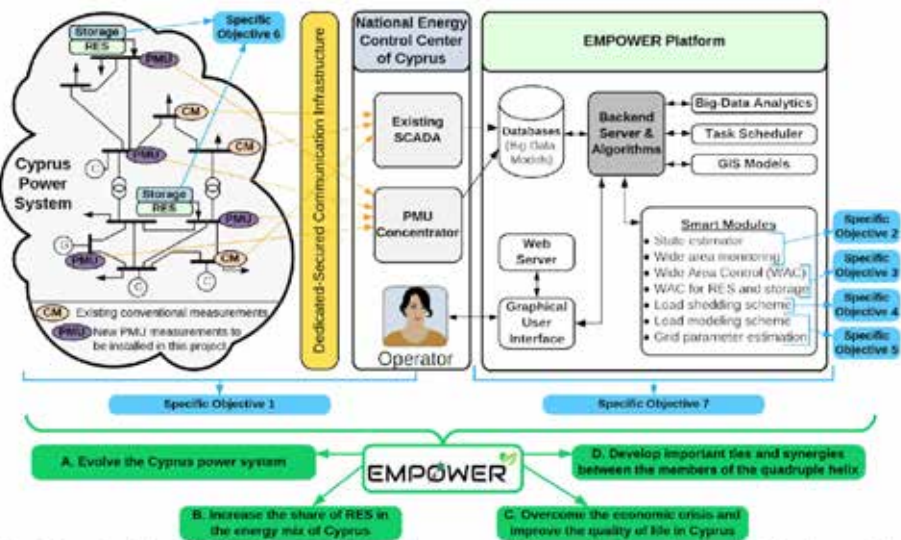 Storage
RES
Specific
Objective 6
PMU
CM
PMU
CM
Cyprus
Power
System
G
Storage
RES
PMU
G
PMU
CM
G
G
CM Existing conventional measurements
PMU New PMU measurements to
be installed in this project
Dedicated-Secured Communication Infrastructure
National Energy
Control Center
of Cyprus
Existing
SCADA
PMU
Concentrator
Operator
EMPOWER Platform
Databases
(Big Data
Models)
Backend
Server &
Algorithms
Big-Data Analytics
Task Scheduler
GIS Models
Web
Server
Graphical
User
Interface
Smart Modules
• State estimator
• Wide area monitoring
• Wide Area Control (WAC)
• WAC for RES and storage
• Load shedding scheme
• Load modeling scheme
• Grid parameter estimation
Specific
Objective 2
Specific
Objective 3
Specific
Objective 4
Specific
Objective 5
Specific Objective 1
Specific Objective 7
EMPOWER
A. Evolve the Cyprus power system
D. Develop important ties and synergies
between the members of the quadruple helix
B. Increase the share of RES in
the energy mix of Cyprus
C. Overcome the economic crisis and
improve the quality of life in Cyprus